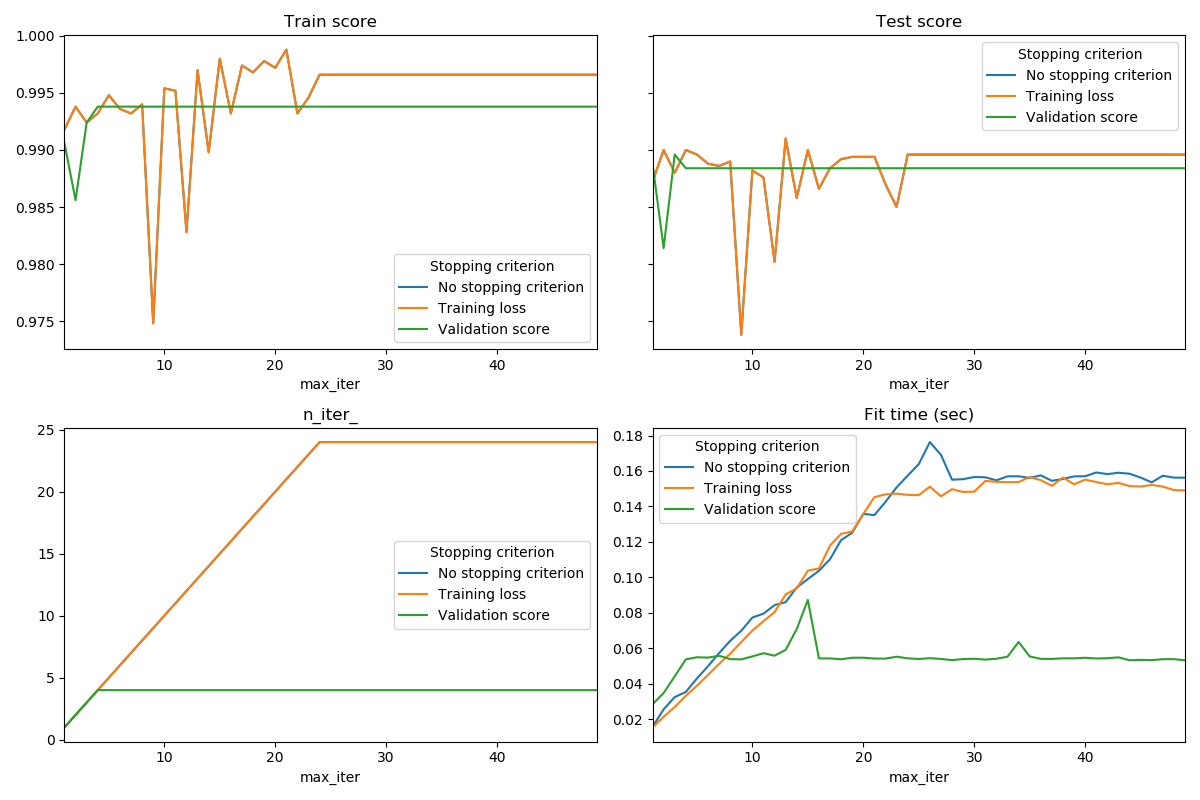 Train score
1.000
0.995
0.990
0.985
0.980
0.975
Stopping criterion
No stopping criterion
Training loss
Validation score
10
20
30
40
max_iter
Test score
Stopping criterion
No stopping criterion
Training loss
Validation score
10
20
30
40
max_iter
n_iter_
25
20
15
10
5
0
Stopping criterion
No stopping criterion
Training loss
Validation score
10
20
30
40
max_iter
Fit time (sec)
0.18
0.16
0.14
0.12
0.10
0.08
0.06
0.04
0.02
Stopping criterion
No stopping criterion
Training loss
Validation score
10
20
30
40
max_iter